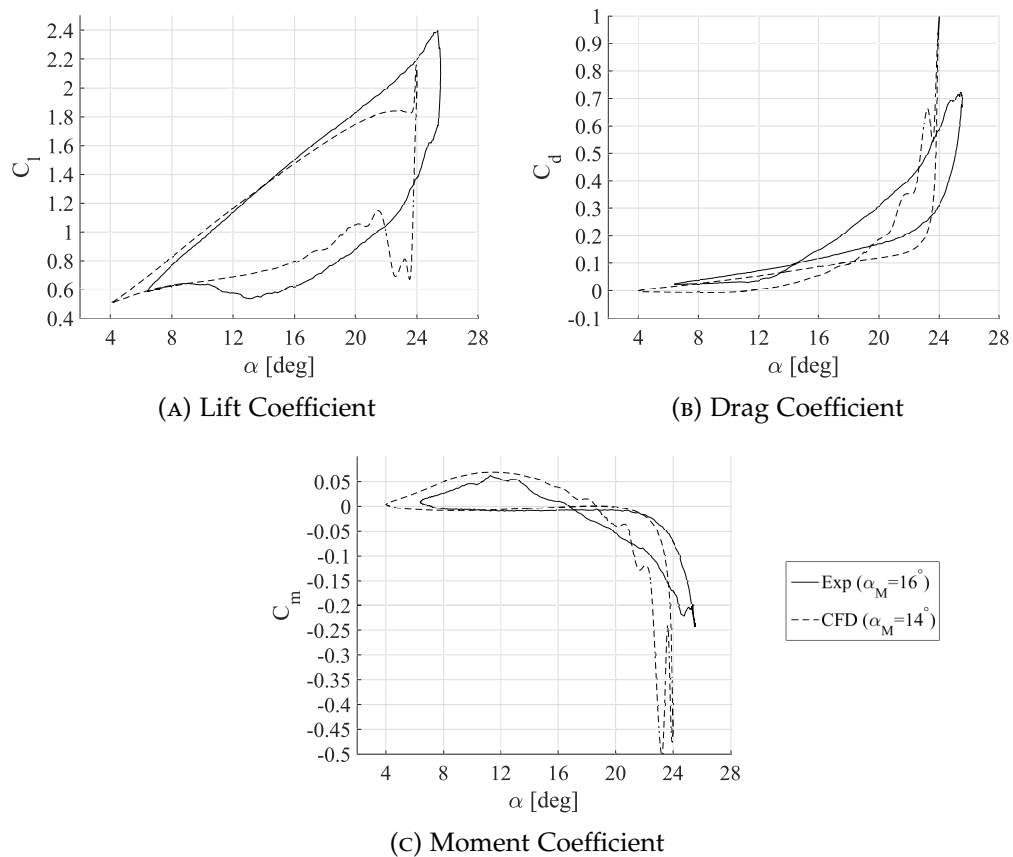 2.4
2.2
2
1.8
1.6
1.4
1.2
1
0.8
0.6
0.4
C_l
4 8 12 16 20 24 28
α [deg]
(A) Lift Coefficient
1
0.9
0.8
0.7
0.6
0.5
0.4
0.3
0.2
0.1
0
-0.1
C_d
4 8 12 16 20 24 28
α [deg]
(B) Drag Coefficient
0.05
0
-0.05
-0.1
-0.15
-0.2
-0.25
-0.3
-0.35
-0.4
-0.45
-0.5
C_m
4 8 12 16 20 24 28
α [deg]
(C) Moment Coefficient
Exp (α_M=16°)
CFD (α_M=14°)